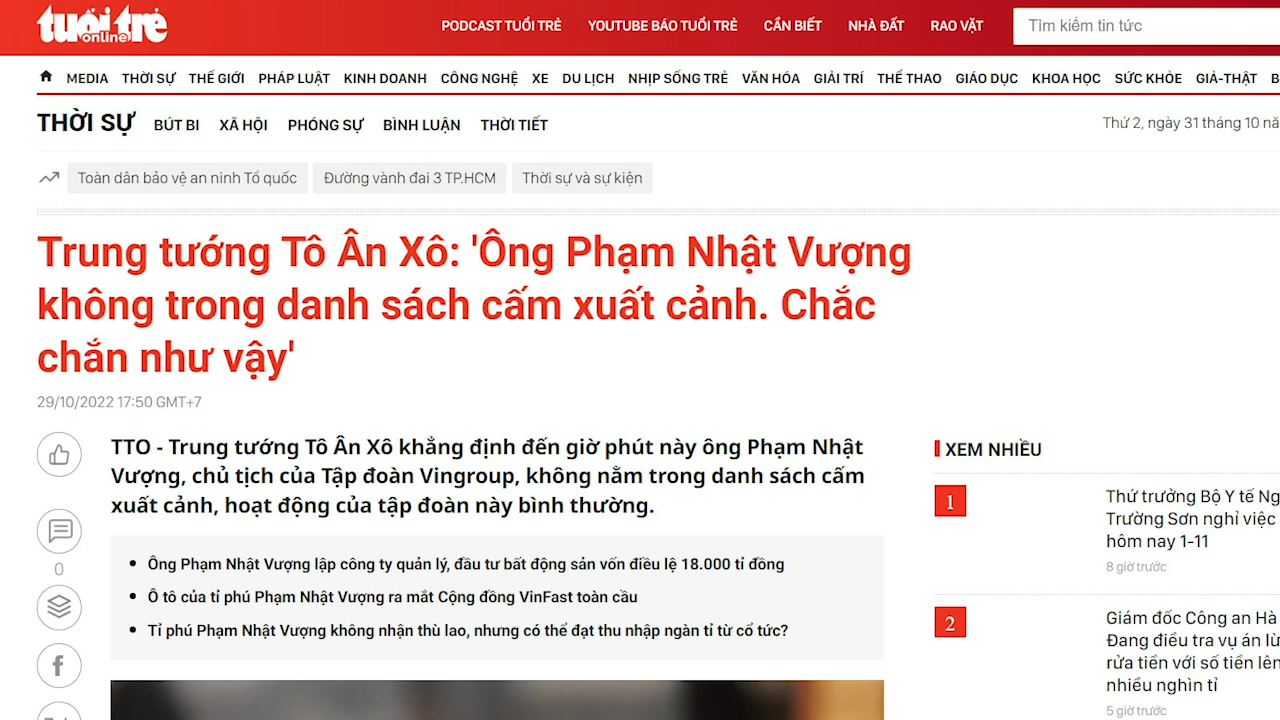 tuổi trẻ online
PODCAST TUỔI TRẺ YOUTUBE BÁO TUỔI TRẺ CẦN BIẾT NHÀ ĐẤT RAO VẶT Tìm kiếm tin tức
MEDIA THỜI SỰ THẾ GIỚI PHÁP LUẬT KINH DOANH CÔNG NGHỆ XE DU LỊCH NHỊP SỐNG TRẺ VĂN HÓA GIẢI TRÍ THỂ THAO GIÁO DỤC KHOA HỌC SỨC KHỎE GIẢ-THẬT B
THỜI SỰ BÚT BI XÃ HỘI PHÓNG SỰ BÌNH LUẬN THỜI TIẾT Thứ 2, ngày 31 tháng 10 nă
Toàn dân bảo vệ an ninh Tổ quốc Đường vành đai 3 TP.HCM Thời sự và sự kiện
Trung tướng Tô Ân Xô: 'Ông Phạm Nhật Vượng
không trong danh sách cấm xuất cảnh. Chắc
chắn như vậy'
29/10/2022 17:50 GMT+7
TTO - Trung tướng Tô Ân Xô khẳng định đến giờ phút này ông Phạm Nhật
Vượng, chủ tịch của Tập đoàn Vingroup, không nằm trong danh sách cấm
xuất cảnh, hoạt động của tập đoàn này bình thường.
0
Ông Phạm Nhật Vượng lập công ty quản lý, đầu tư bất động sản vốn điều lệ 18.000 tỉ đồng
Ô tô của tỉ phú Phạm Nhật Vượng ra mắt Cộng đồng VinFast toàn cầu
Tỉ phú Phạm Nhật Vượng không nhận thù lao, nhưng có thể đạt thu nhập ngàn tỉ từ cổ tức?
XEM NHIỀU
1
Thứ trưởng Bộ Y tế Ng
Trường Sơn nghỉ việc
hôm nay 1-11
8 giờ trước
2
Giám đốc Công an Hà
Đang điều tra vụ án lừ
rửa tiền với số tiền lên
nhiều nghìn tỉ
5 giờ trước